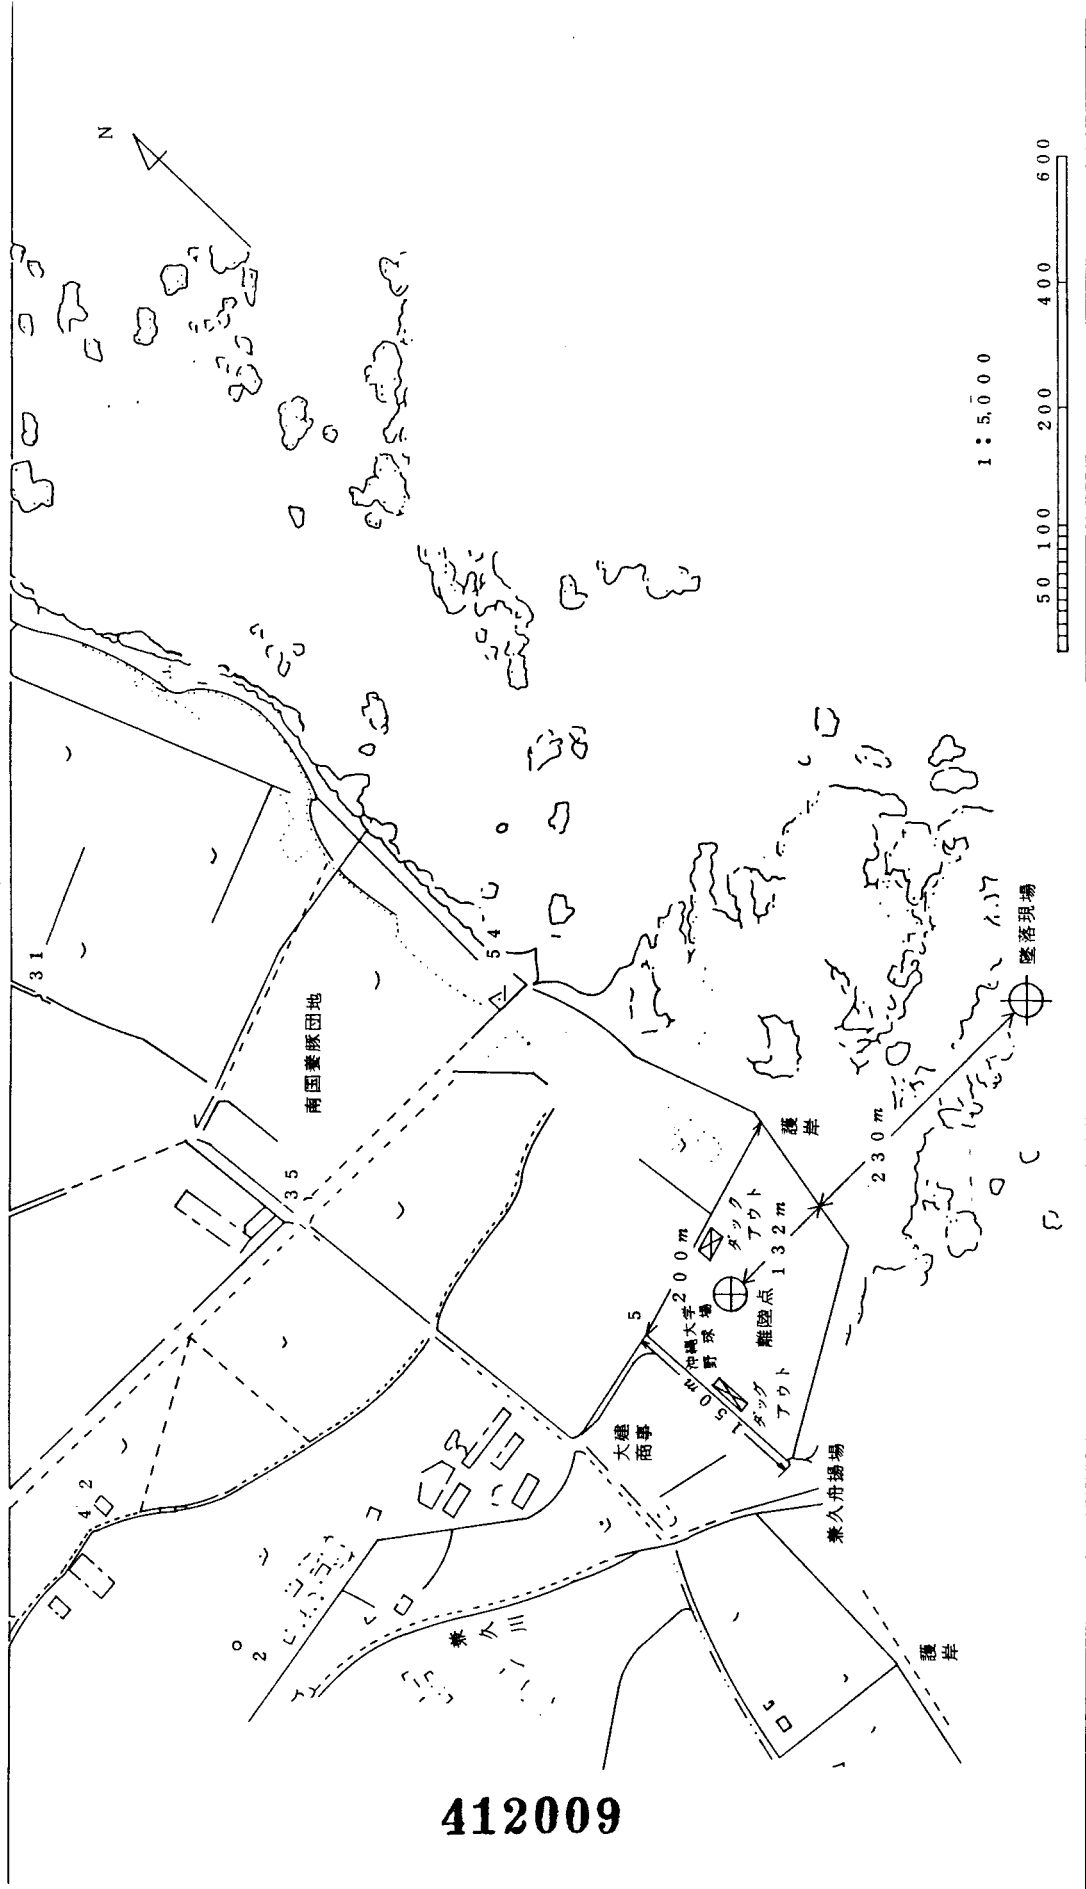 N
31
南国養豚団地
54
35
42
2
兼久川
大建
商事
5
200m
沖縄大学
野球場
150m
ダック
アウト
ダック
アウト
離陸点
132m
護岸
230m
墜落現場
兼久舟揚場
護岸
1:5,000
50 100 200 400 600
412009